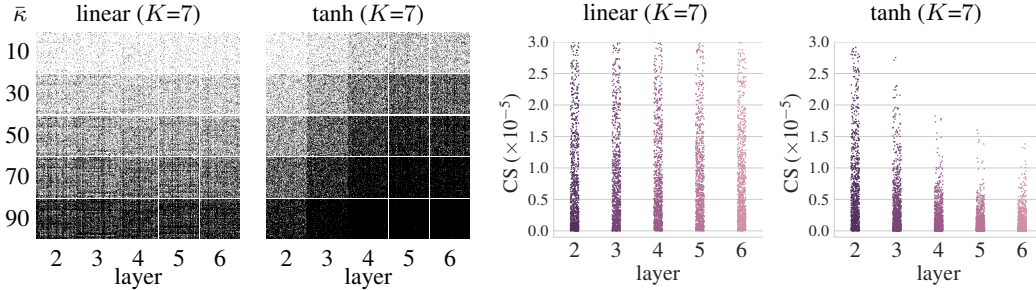 κ̄ linear (K=7) tanh (K=7)
10
30
50
70
90
2 3 4 5 6 2 3 4 5 6
layer layer
linear (K=7) tanh (K=7)
CS (×10⁻⁵) CS (×10⁻⁵)
3.0 3.0
2.5 2.5
2.0 2.0
1.5 1.5
1.0 1.0
0.5 0.5
0.0 0.0
2 3 4 5 6 2 3 4 5 6
layer layer